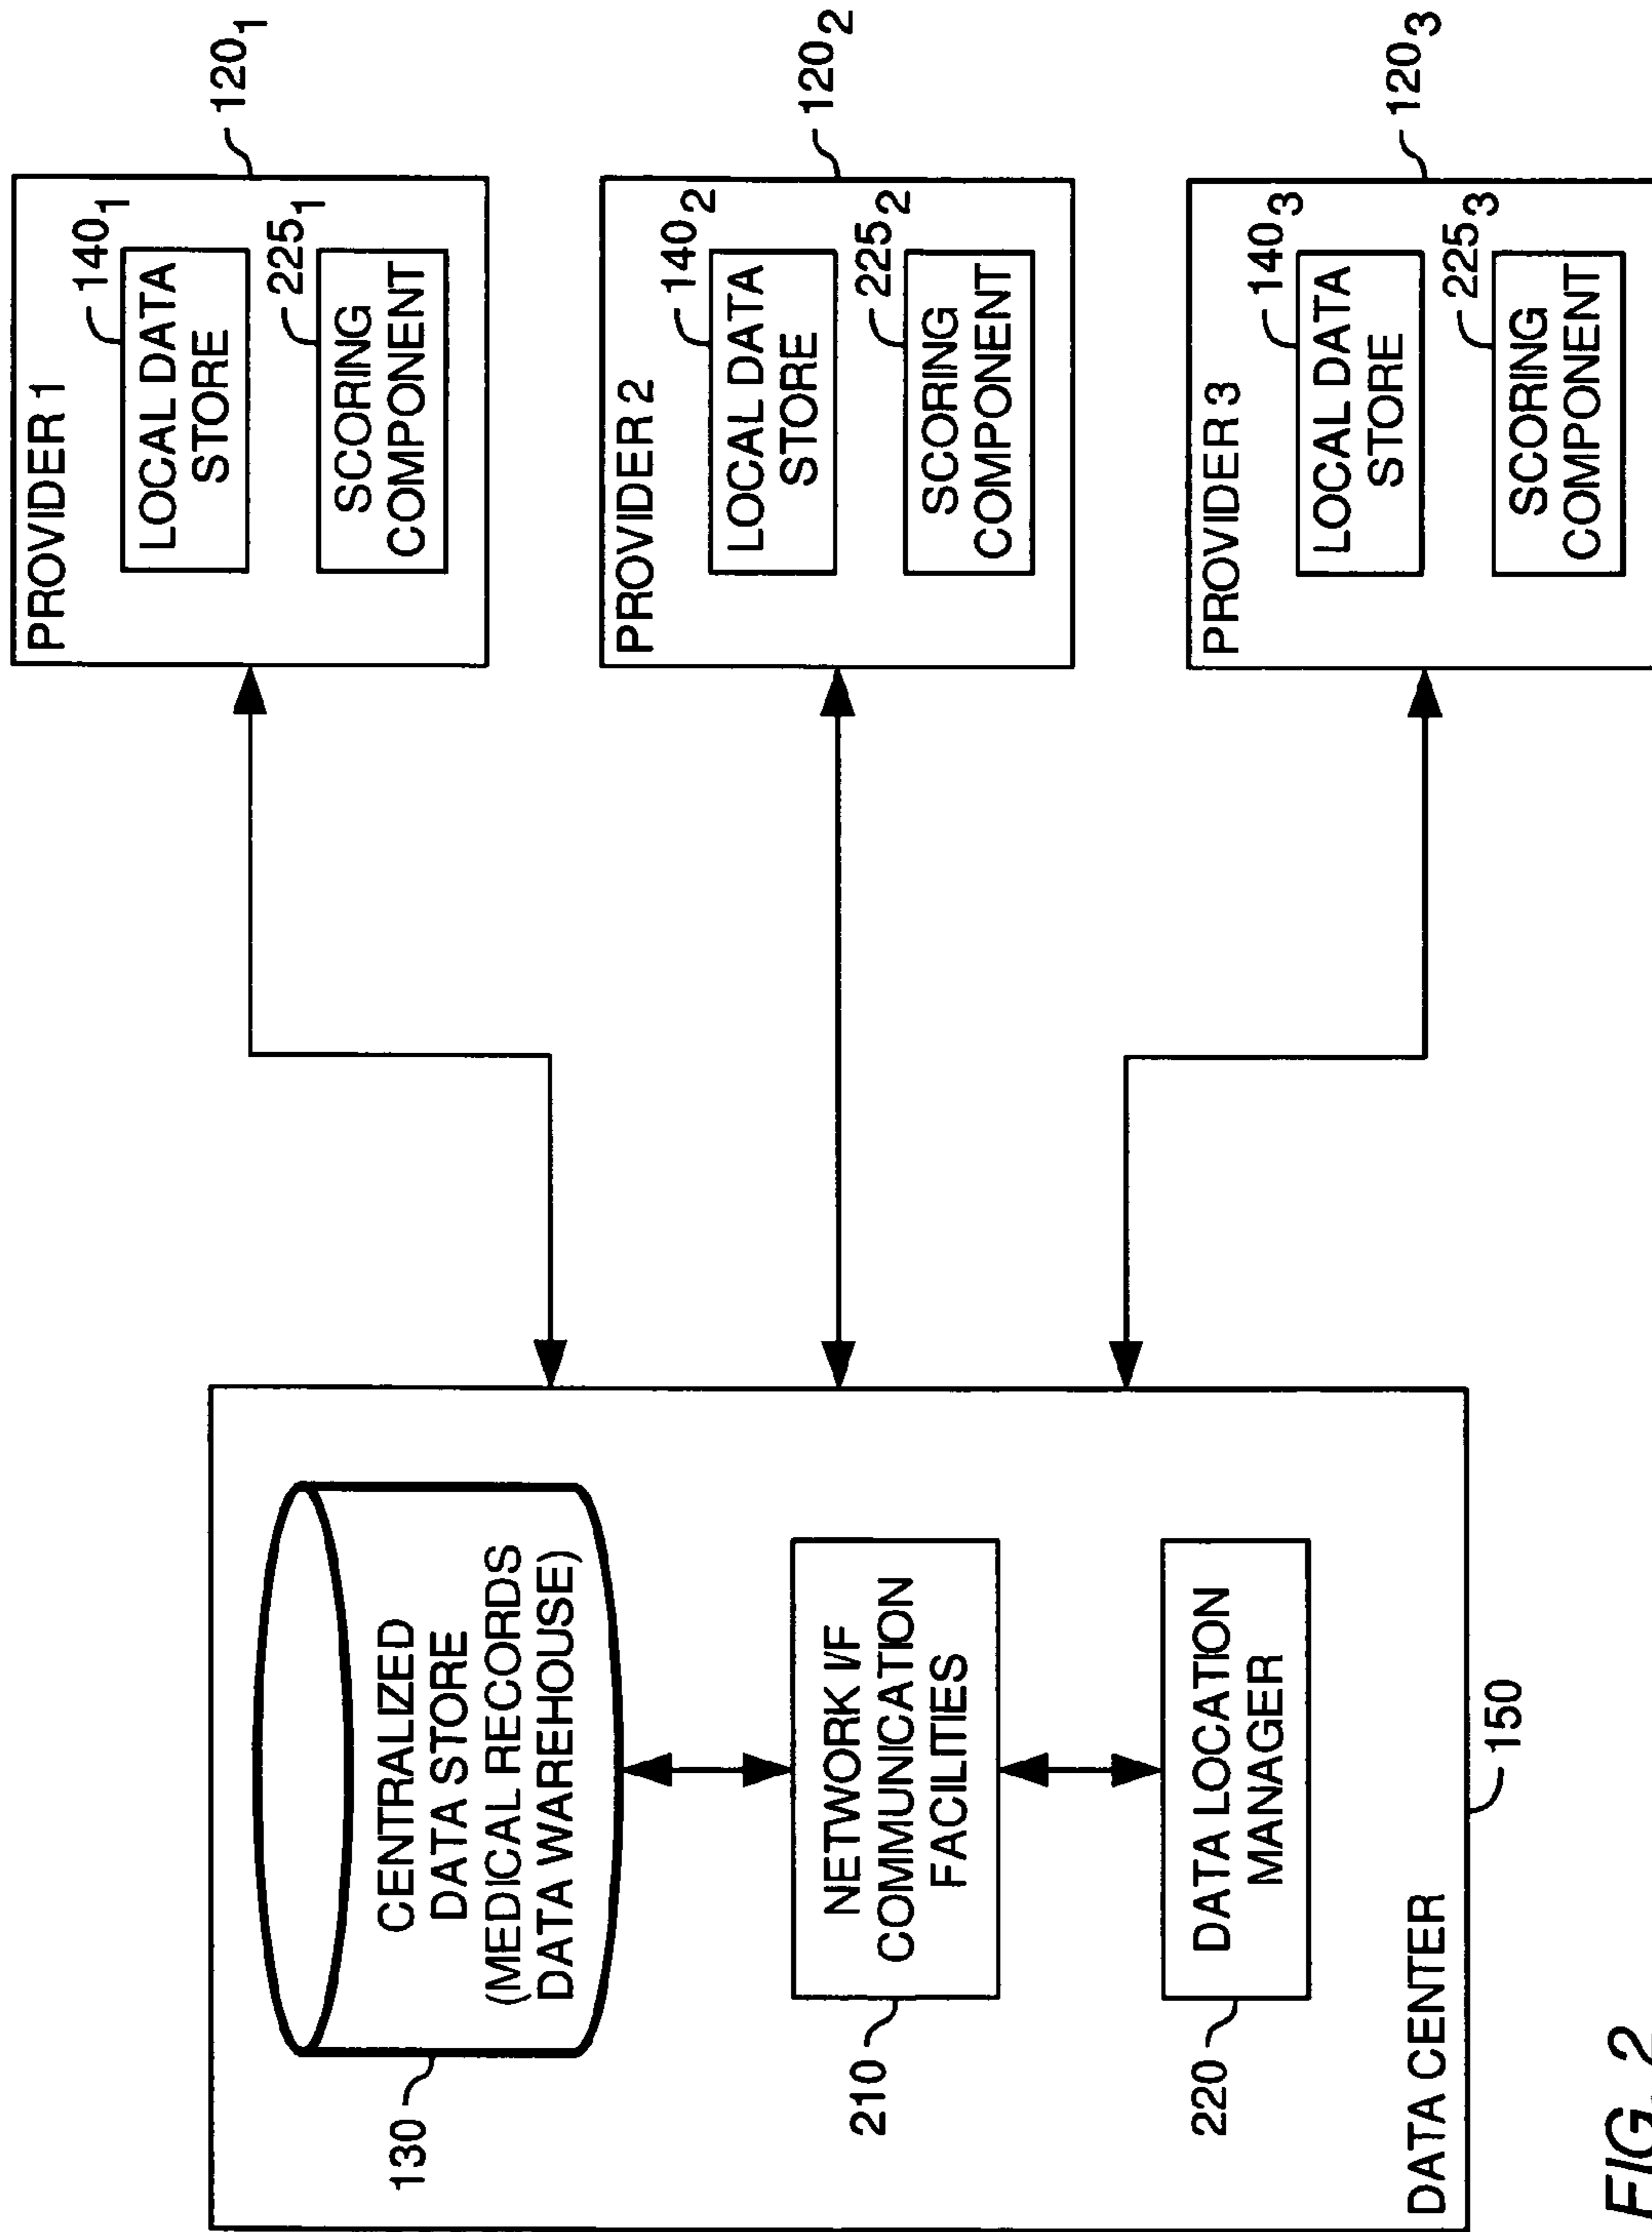 CENTRALIZED
DATA STORE
(MEDICAL RECORDS
DATA WAREHOUSE)
130
NETWORK I/F
COMMUNICATION
FACILITIES
210
DATA LOCATION
MANAGER
220
DATA CENTER
150
PROVIDER 1
120₁
LOCAL DATA
STORE
140₁
SCORING
COMPONENT
225₁
PROVIDER 2
120₂
LOCAL DATA
STORE
140₂
SCORING
COMPONENT
225₂
PROVIDER 3
120₃
LOCAL DATA
STORE
140₃
SCORING
COMPONENT
225₃
FIG. 2